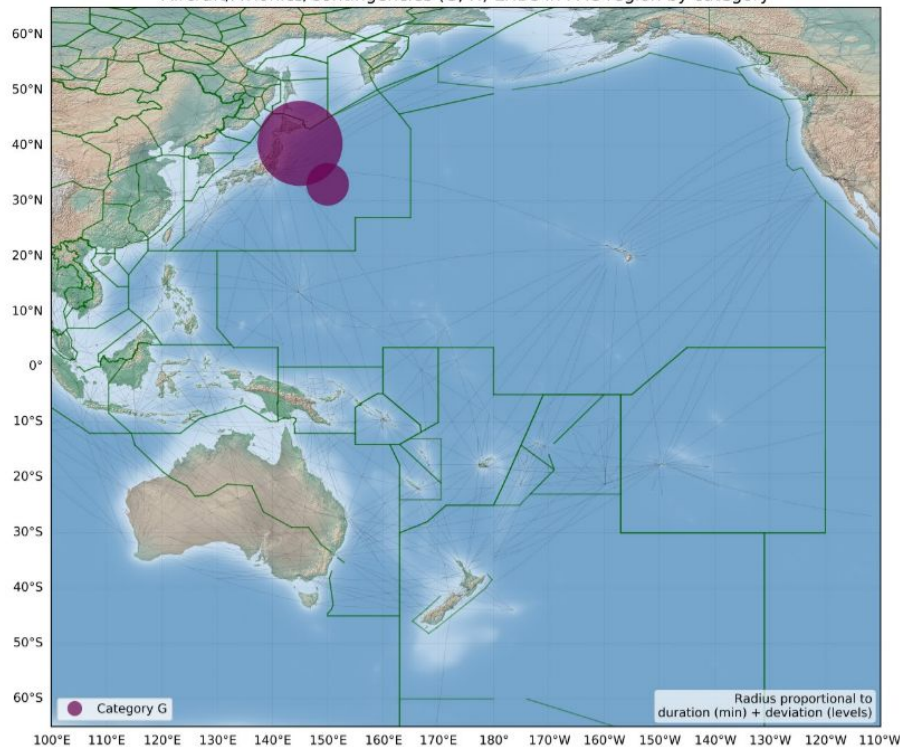 60°N
50°N
40°N
30°N
20°N
10°N
0°
10°S
20°S
30°S
40°S
50°S
60°S
Category G
Radius proportional to
duration (min) + deviation (levels)
100°E 110°E 120°E 130°E 140°E 150°E 160°E 170°E 180° 170°W 160°W 150°W 140°W 130°W 120°W 110°W